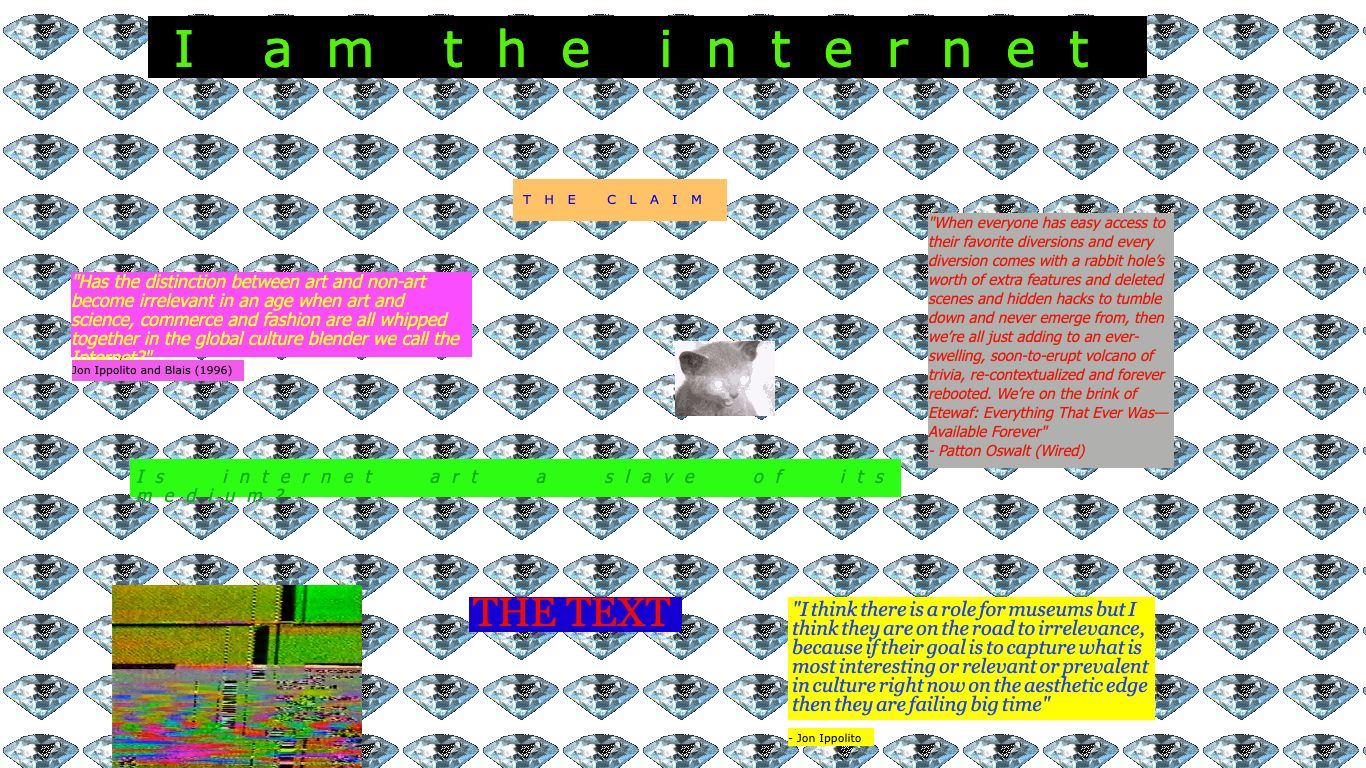 I am the internet
THE CLAIM
"When everyone has easy access to
their favorite diversions and every
diversion comes with a rabbit hole’s
worth of extra features and deleted
scenes and hidden hacks to tumble
down and never emerge from, then
we’re all just adding to an ever-
swelling, soon-to-erupt volcano of
trivia, re-contextualized and forever
rebooted. We’re on the brink of
Etewaf: Everything That Ever Was—
Available Forever"
- Patton Oswalt (Wired)
"Has the distinction between art and non-art
become irrelevant in an age when art and
science, commerce and fashion are all whipped
together in the global culture blender we call the
Internet?"
Jon Ippolito and Blais (1996)
Is internet art a slave of its
medium?
THE TEXT
"I think there is a role for museums but I
think they are on the road to irrelevance,
because if their goal is to capture what is
most interesting or relevant or prevalent
in culture right now on the aesthetic edge
then they are failing big time"
- Jon Ippolito